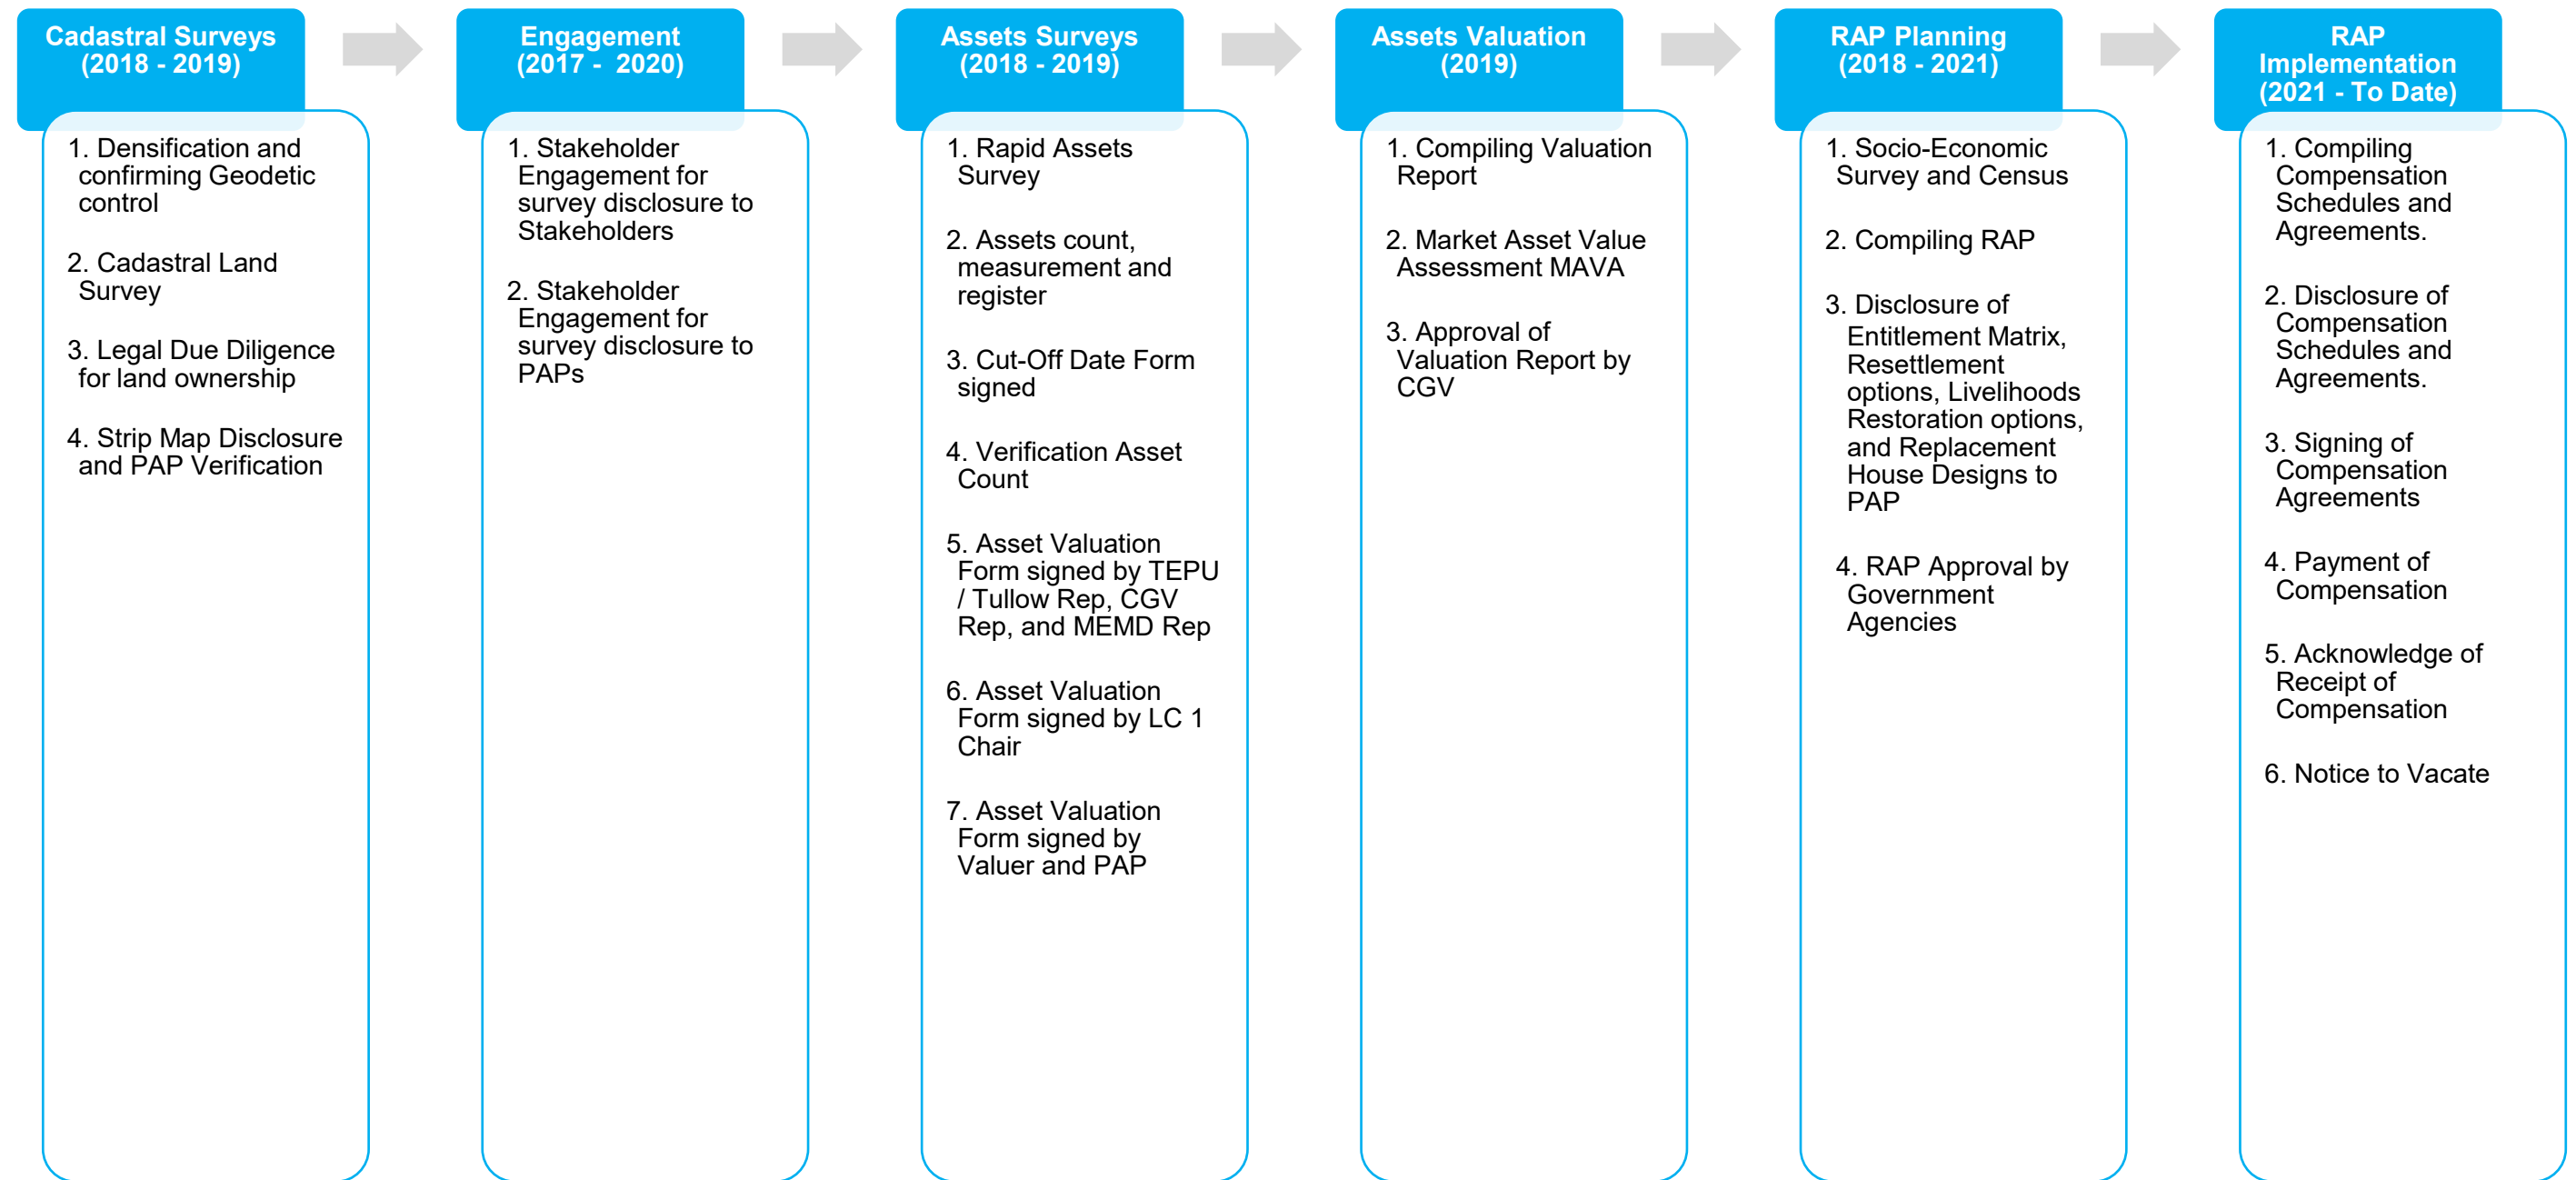 Cadastral Surveys
(2018 - 2019)
1. Densification and
confirming Geodetic
control
2. Cadastral Land
Survey
3. Legal Due Diligence
for land ownership
4. Strip Map Disclosure
and PAP Verification
Engagement
(2017 -  2020)
1. Stakeholder
Engagement for
survey disclosure to
Stakeholders
2. Stakeholder
Engagement for
survey disclosure to
PAPs
Assets Surveys
(2018 - 2019)
1. Rapid Assets
Survey
2. Assets count,
measurement and
register
3. Cut-Off Date Form
signed
4. Verification Asset
Count
5. Asset Valuation
Form signed by TEPU
/ Tullow Rep, CGV
Rep, and MEMD Rep
6. Asset Valuation
Form signed by LC 1
Chair
7. Asset Valuation
Form signed by
Valuer and PAP
Assets Valuation
(2019)
1. Compiling Valuation
Report
2. Market Asset Value
Assessment MAVA
3. Approval of
Valuation Report by
CGV
RAP Planning
(2018 - 2021)
1. Socio-Economic
Survey and Census
2. Compiling RAP
3. Disclosure of
Entitlement Matrix,
Resettlement
options, Livelihoods
Restoration options,
and Replacement
House Designs to
PAP
4. RAP Approval by
Government
Agencies
RAP
Implementation
(2021 - To Date)
1. Compiling
Compensation
Schedules and
Agreements.
2. Disclosure of
Compensation
Schedules and
Agreements.
3. Signing of
Compensation
Agreements
4. Payment of
Compensation
5. Acknowledge of
Receipt of
Compensation
6. Notice to Vacate